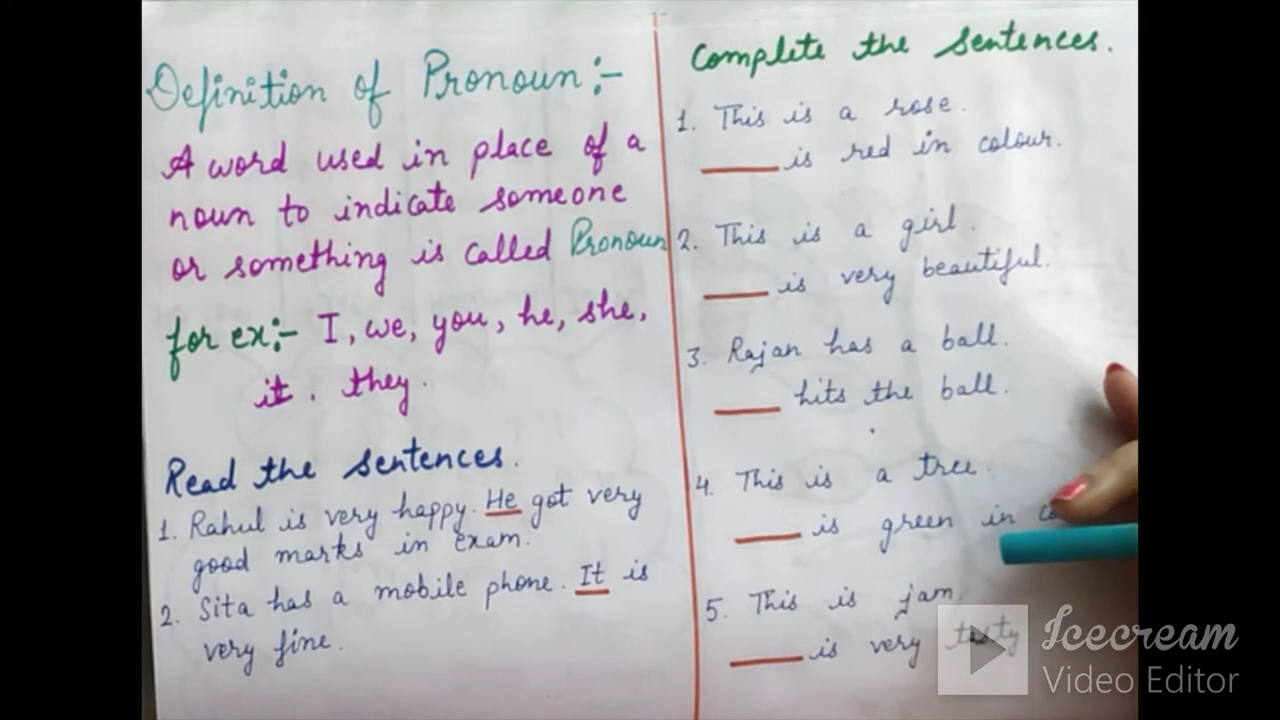 Definition of Pronoun:-
A word used in place of a
noun to indicate someone
or something is called Pronoun
for ex:- I, we, you, he, she,
it, they.
Read the sentences.
1. Rahul is very happy. He got very
good marks in exam.
2. Sita has a mobile phone. It is
very fine.
Complete the sentences.
1. This is a rose.
____ is red in colour.
2. This is a girl.
____ is very beautiful.
3. Rajan has a ball.
____ hits the ball.
4. This is a tree.
____ is green in
5. This is jam.
____ is very
Icecream
Video Editor